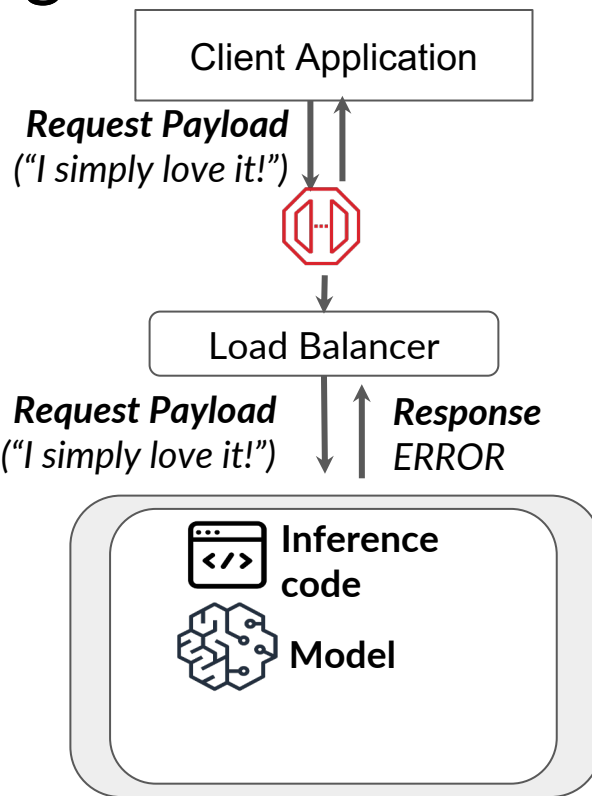 Client Application
Request Payload
(“I simply love it!”)
Load Balancer
Request Payload
(“I simply love it!”)
Response
ERROR
Inference
code
Model